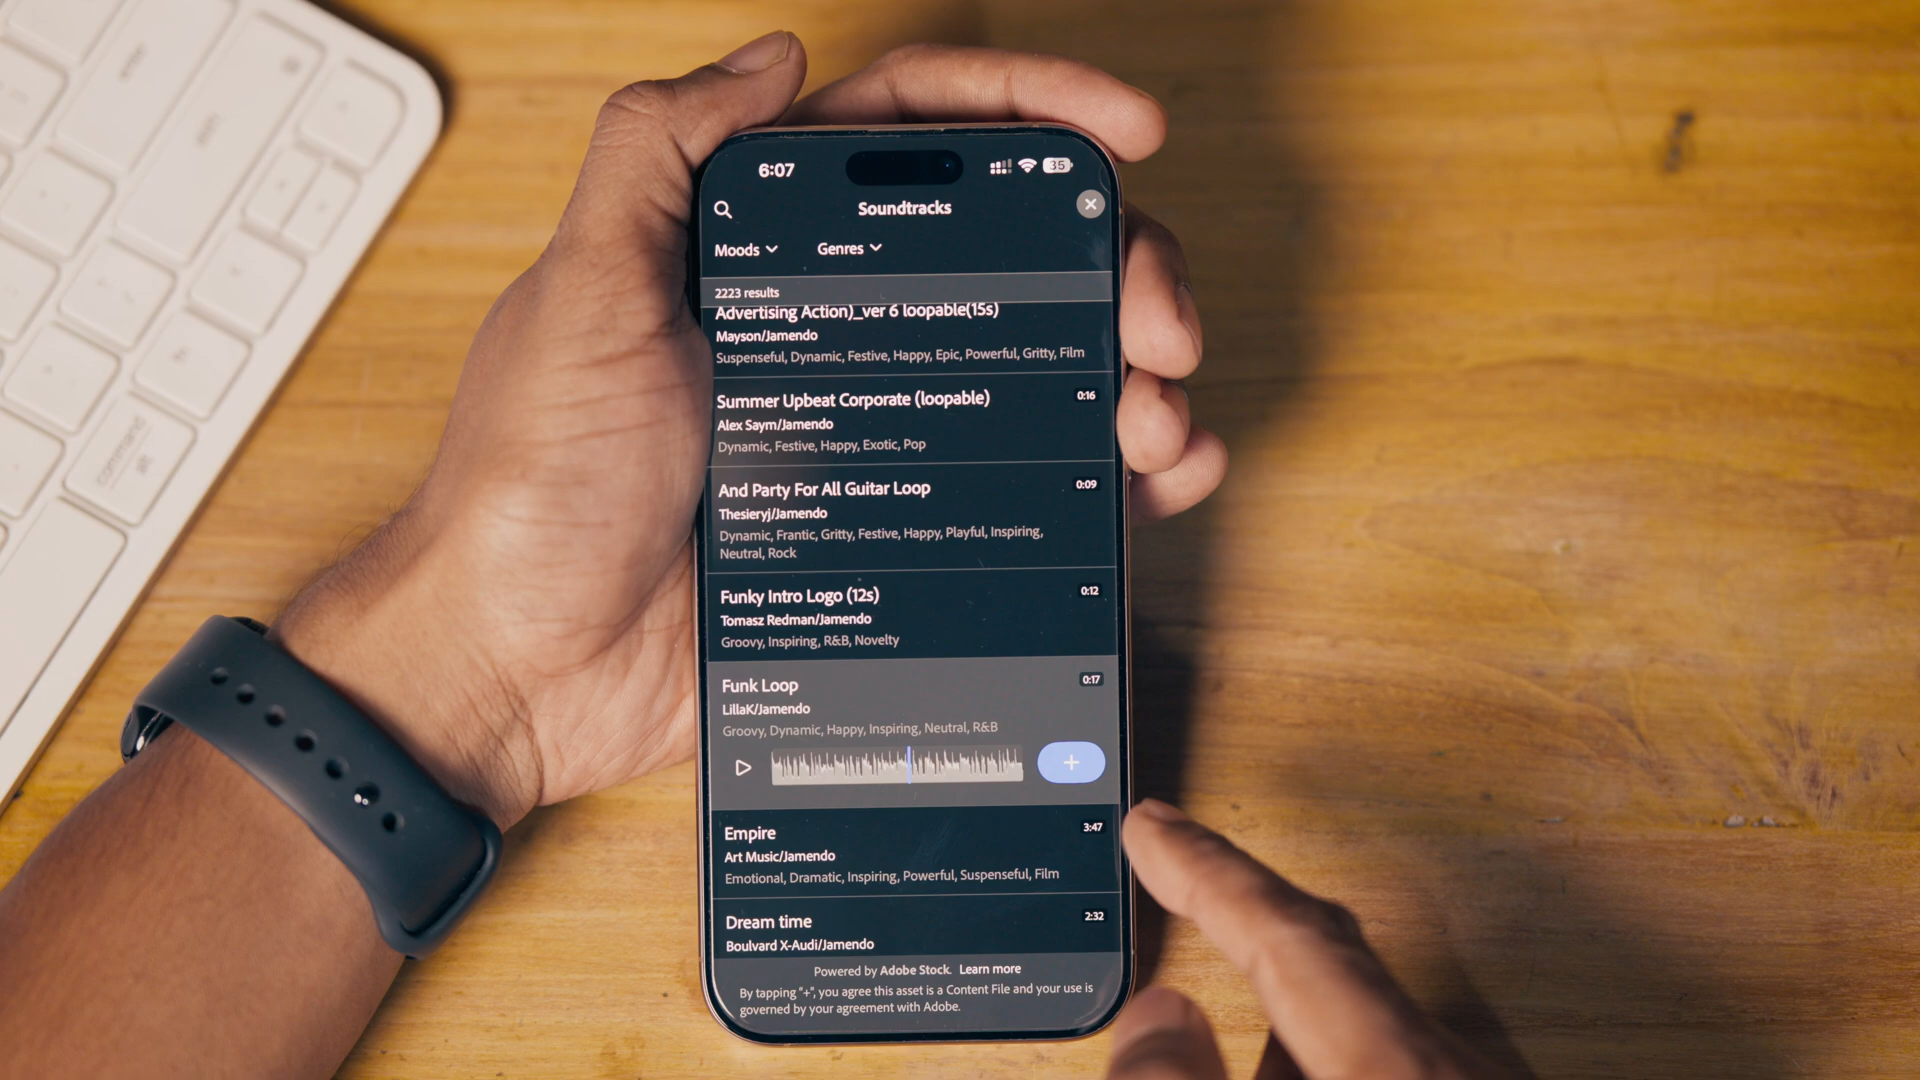 6:07
35
Soundtracks
Moods Genres
2223 results
Advertising Action)_ver 6 loopable(15s)
Mayson/Jamendo
Suspenseful, Dynamic, Festive, Happy, Epic, Powerful, Gritty, Film
Summer Upbeat Corporate (loopable) 0:16
Alex Saym/Jamendo
Dynamic, Festive, Happy, Exotic, Pop
And Party For All Guitar Loop 0:09
Thesieryj/Jamendo
Dynamic, Frantic, Gritty, Festive, Happy, Playful, Inspiring,
Neutral, Rock
Funky Intro Logo (12s) 0:12
Tomasz Redman/Jamendo
Groovy, Inspiring, R&B, Novelty
Funk Loop 0:17
LillaK/Jamendo
Groovy, Dynamic, Happy, Inspiring, Neutral, R&B
+
Empire 3:47
Art Music/Jamendo
Emotional, Dramatic, Inspiring, Powerful, Suspenseful, Film
Dream time 2:32
Boulvard X-Audi/Jamendo
Powered by Adobe Stock. Learn more
By tapping "+", you agree this asset is a Content File and your use is
governed by your agreement with Adobe.
command
alt